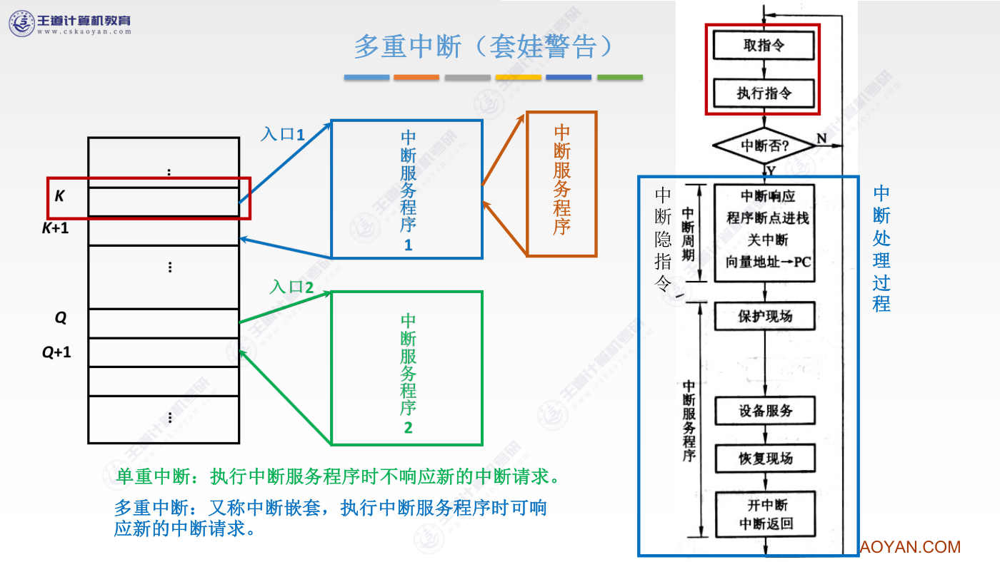 王道计算机教育
www.cskaoyan.com
多重中断（套娃警告）
K
K+1
Q
Q+1
入口1
中断服务程序1
中断服务程序
入口2
中断服务程序2
单重中断：执行中断服务程序时不响应新的中断请求。
多重中断：又称中断嵌套，执行中断服务程序时可响
应新的中断请求。
取指令
执行指令
中断否?
N
Y
中断隐指令
中断周期
中断响应
程序断点进栈
关中断
向量地址→PC
中断服务程序
保护现场
设备服务
恢复现场
开中断
中断返回
中断处理过程
AOYAN.COM